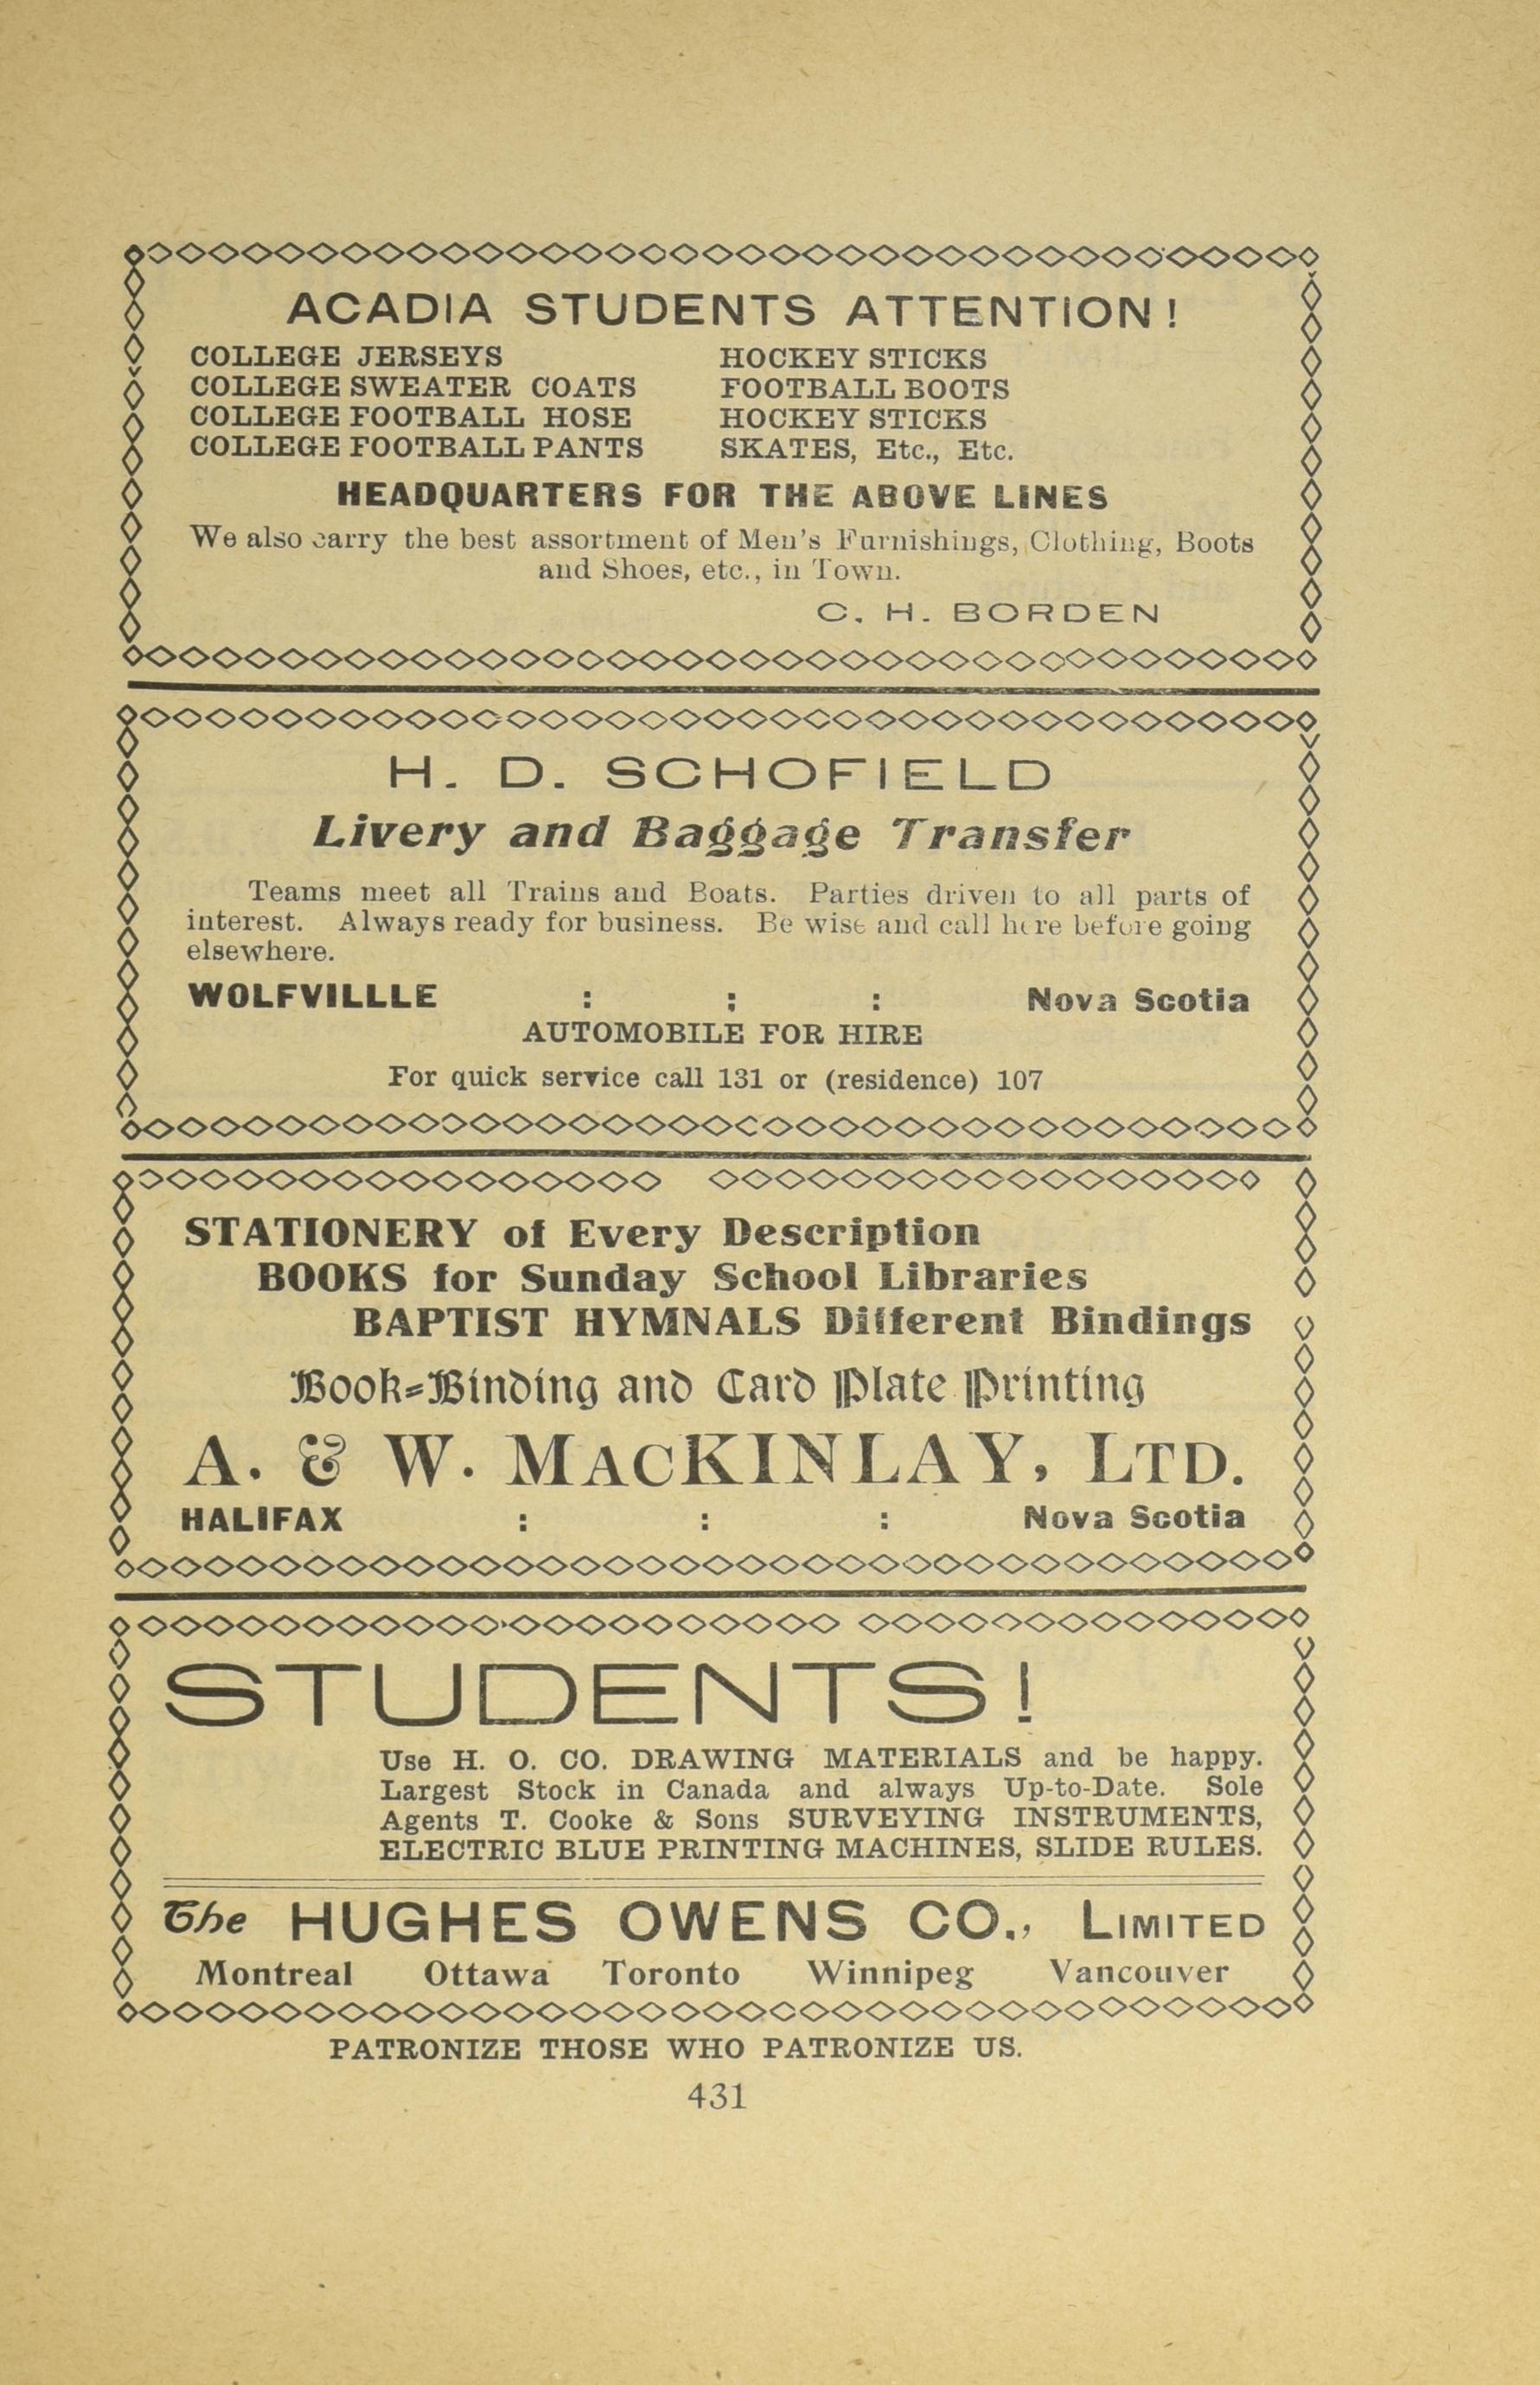 ACADIA STUDENTS ATTENTION!
COLLEGE JERSEYS HOCKEY STICKS
COLLEGE SWEATER COATS FOOTBALL BOOTS
COLLEGE FOOTBALL HOSE HOCKEY STICKS
COLLEGE FOOTBALL PANTS SKATES, Etc., Etc.
HEADQUARTERS FOR THE ABOVE LINES
We also carry the best assortment of Men's Furnishings, Clothing, Boots
and Shoes, etc., in Town.
C. H. BORDEN
H. D. SCHOFIELD
Livery and Baggage Transfer
Teams meet all Trains and Boats. Parties driven to all parts of
interest. Always ready for business. Be wise and call here before going
elsewhere.
WOLFVILLLE : : : Nova Scotia
AUTOMOBILE FOR HIRE
For quick service call 131 or (residence) 107
STATIONERY of Every Description
BOOKS for Sunday School Libraries
BAPTIST HYMNALS Different Bindings
Book-Binding and Card Plate Printing
A. & W. MACKINLAY, LTD.
HALIFAX : : : Nova Scotia
STUDENTS!
Use H. O. CO. DRAWING MATERIALS and be happy.
Largest Stock in Canada and always Up-to-Date. Sole
Agents T. Cooke & Sons SURVEYING INSTRUMENTS,
ELECTRIC BLUE PRINTING MACHINES, SLIDE RULES.
The HUGHES OWENS CO., LIMITED
Montreal Ottawa Toronto Winnipeg Vancouver
PATRONIZE THOSE WHO PATRONIZE US.
431